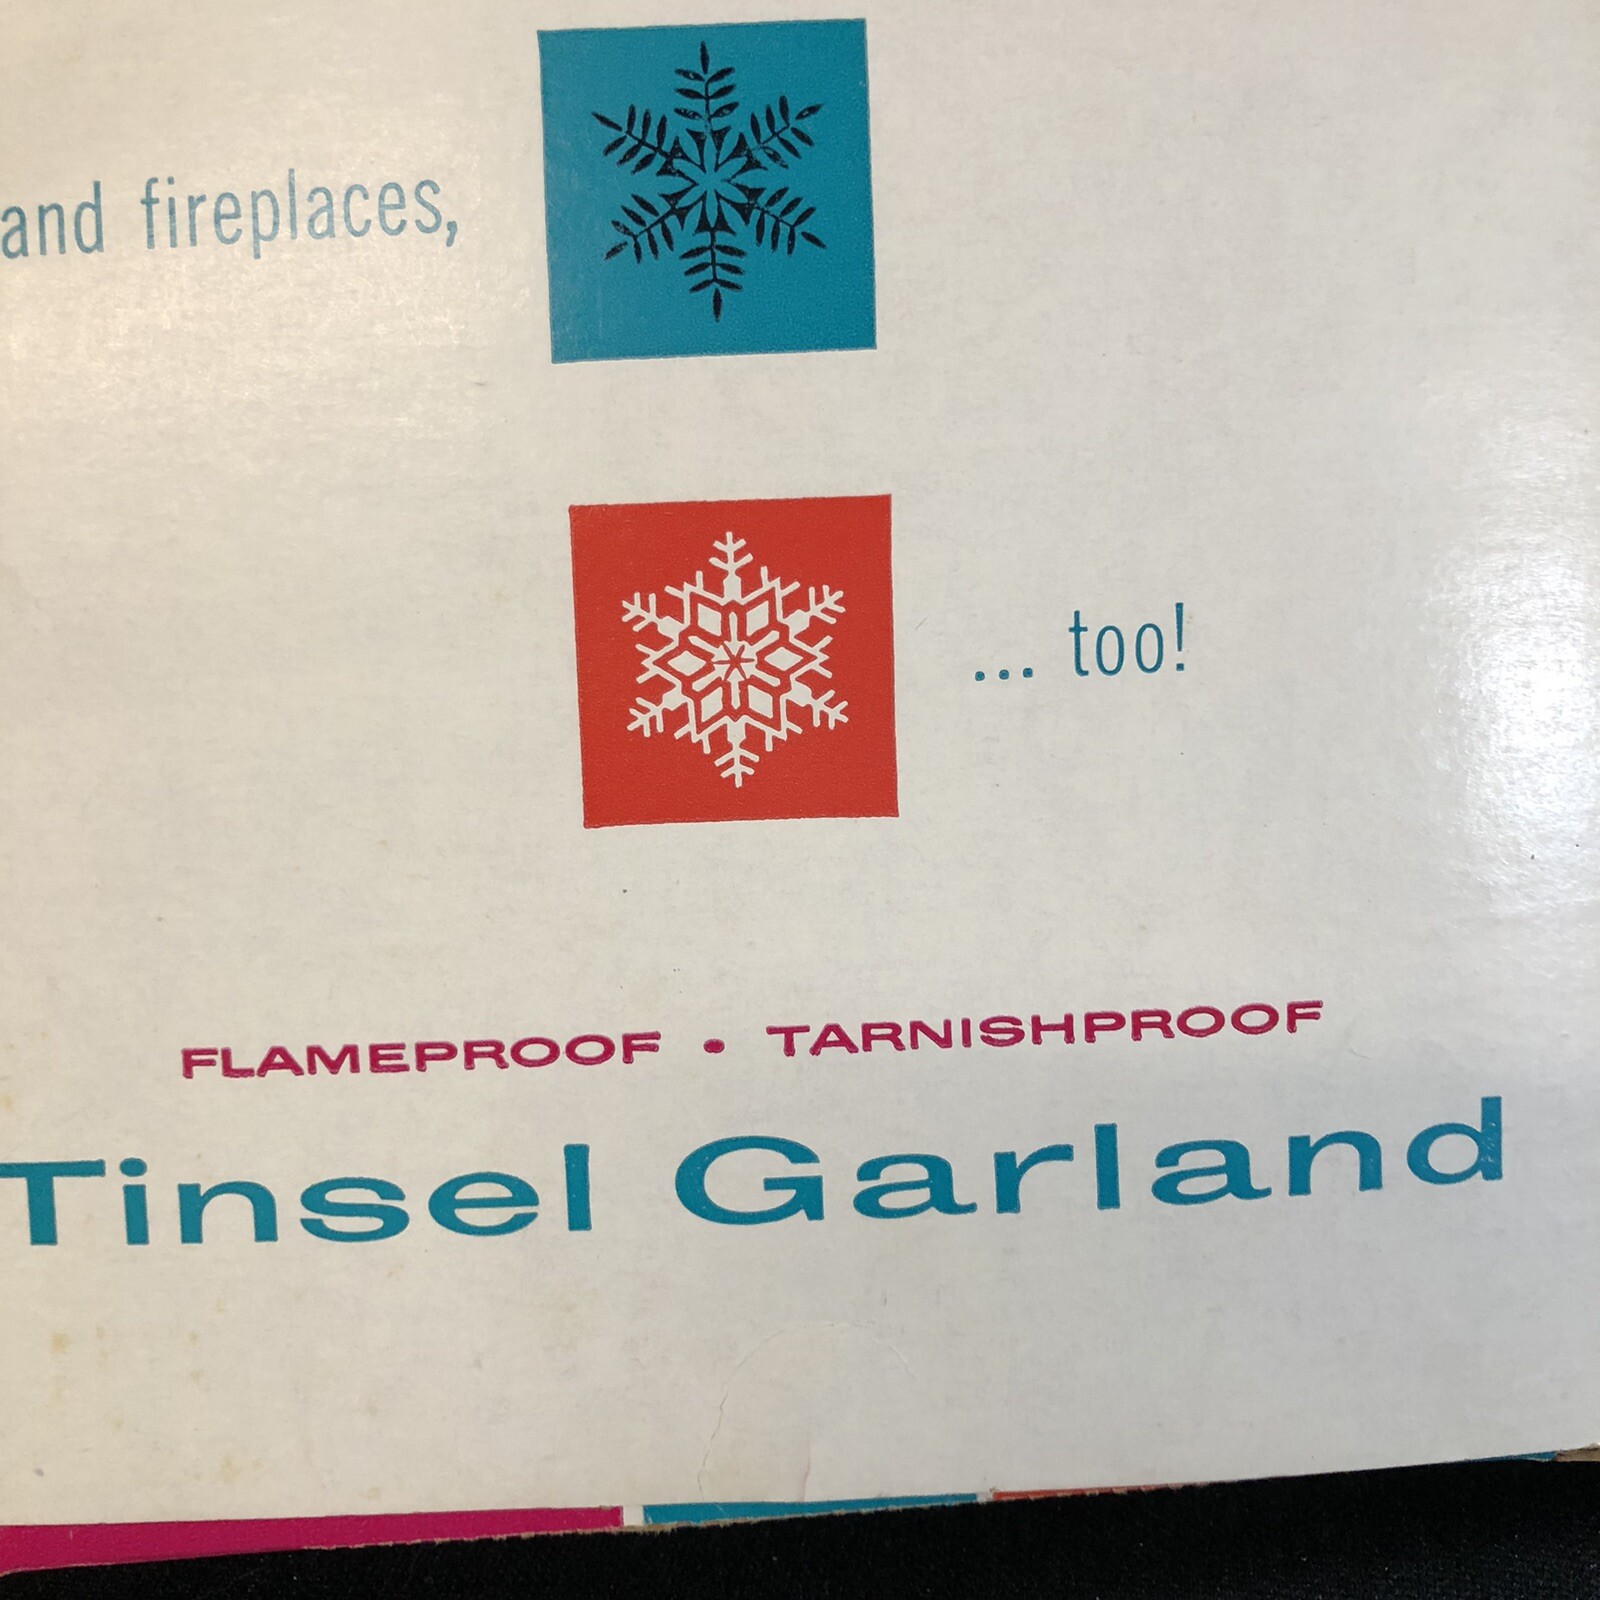 and fireplaces,
... too!
FLAMEPROOF • TARNISHPROOF
Tinsel Garland